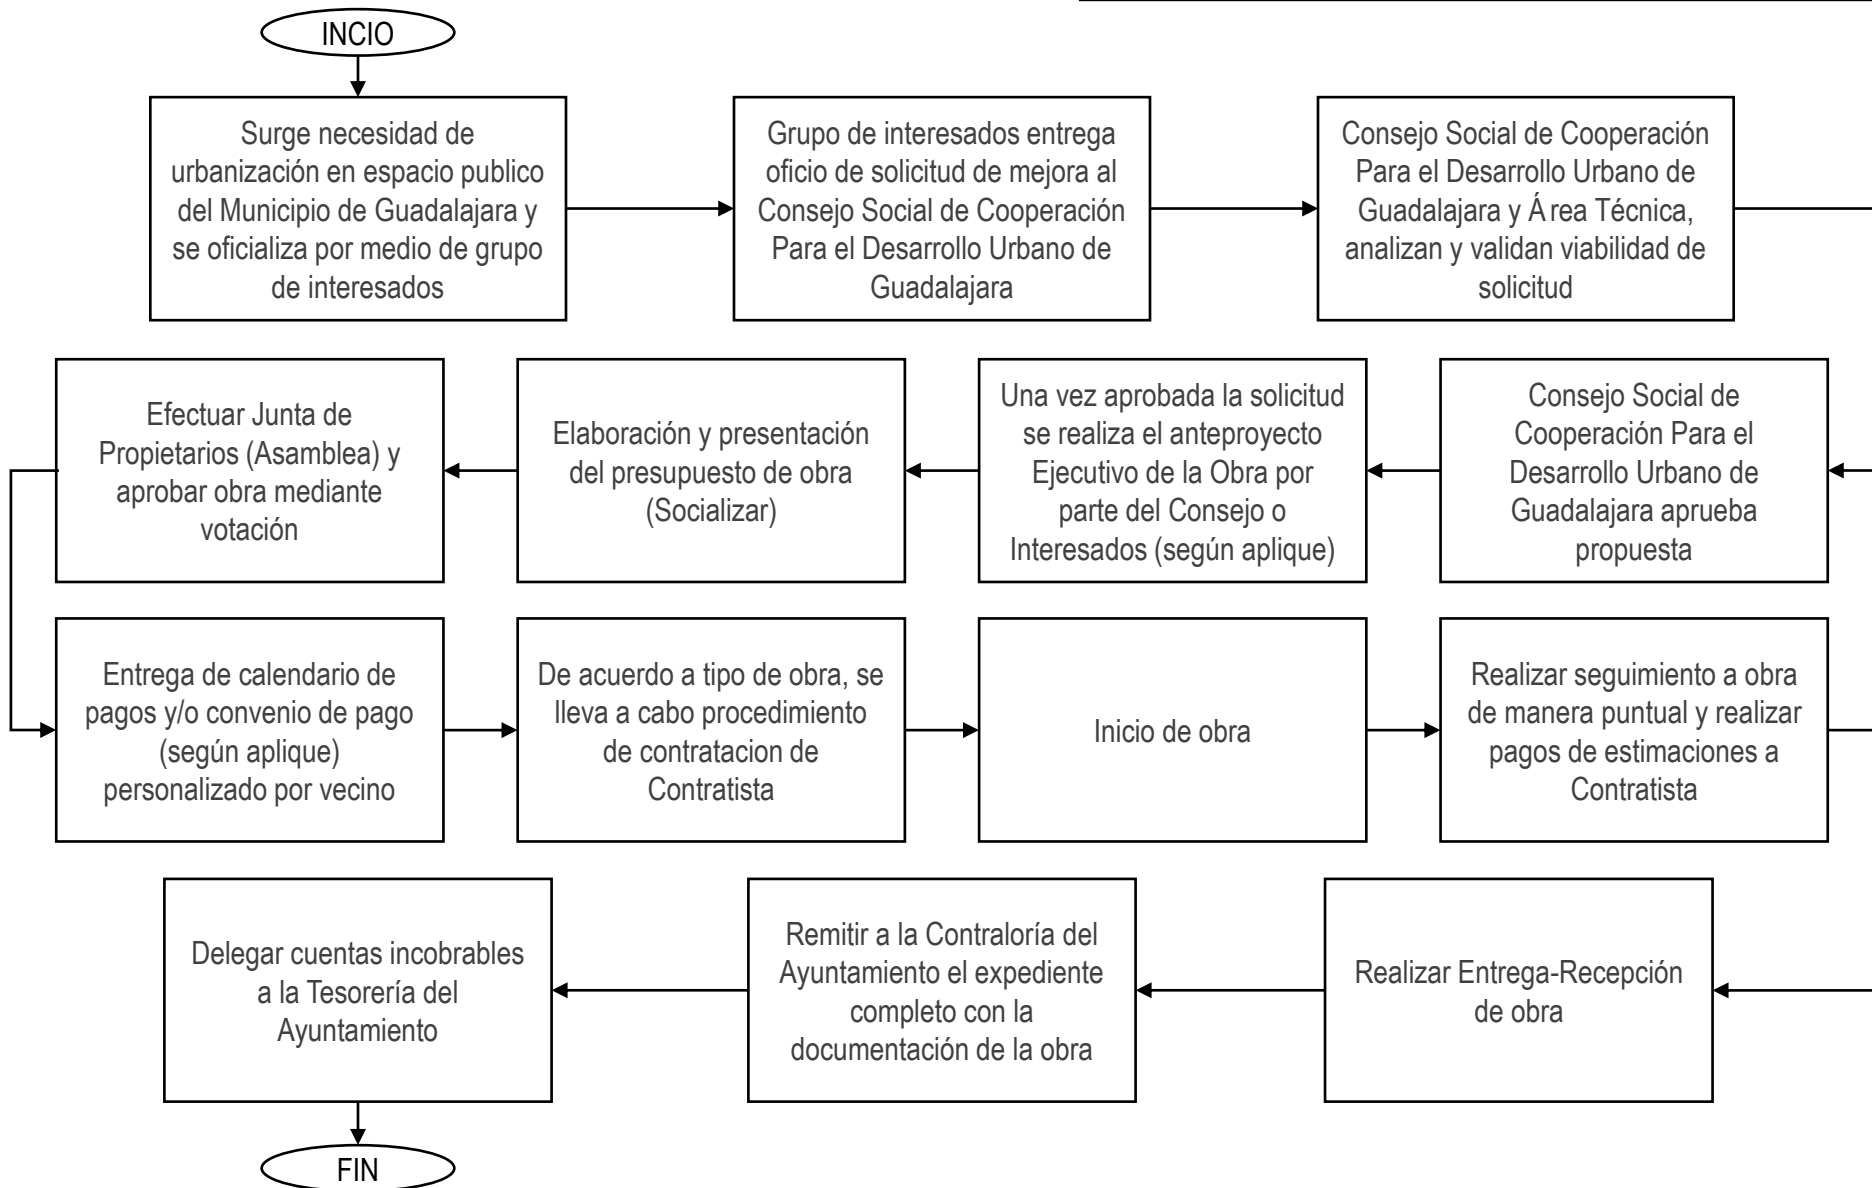 INCIO
Surge necesidad de
urbanización en espacio publico
del Municipio de Guadalajara y
se oficializa por medio de grupo
de interesados
Grupo de interesados entrega
oficio de solicitud de mejora al
Consejo Social de Cooperación
Para el Desarrollo Urbano de
Guadalajara
Consejo Social de Cooperación
Para el Desarrollo Urbano de
Guadalajara y Área Técnica,
analizan y validan viabilidad de
solicitud
Consejo Social de
Cooperación Para el
Desarrollo Urbano de
Guadalajara aprueba
propuesta
Una vez aprobada la solicitud
se realiza el anteproyecto
Ejecutivo de la Obra por
parte del Consejo o
Interesados (según aplique)
Elaboración y presentación
del presupuesto de obra
(Socializar)
Efectuar Junta de
Propietarios (Asamblea) y
aprobar obra mediante
votación
Entrega de calendario de
pagos y/o convenio de pago
(según aplique)
personalizado por vecino
De acuerdo a tipo de obra, se
lleva a cabo procedimiento
de contratacion de
Contratista
Inicio de obra
Realizar seguimiento a obra
de manera puntual y realizar
pagos de estimaciones a
Contratista
Realizar Entrega-Recepción
de obra
Remitir a la Contraloría del
Ayuntamiento el expediente
completo con la
documentación de la obra
Delegar cuentas incobrables
a la Tesorería del
Ayuntamiento
FIN